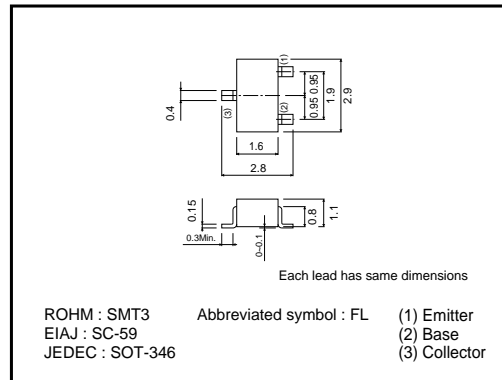 (1)
0.95
0.95
1.9
2.9
0.4
(3)
(2)
1.6
2.8
0.15
0.3Min.
0~0.1
0.8
1.1
Each lead has same dimensions
ROHM : SMT3 Abbreviated symbol : FL (1) Emitter
EIAJ : SC-59 (2) Base
JEDEC : SOT-346 (3) Collector